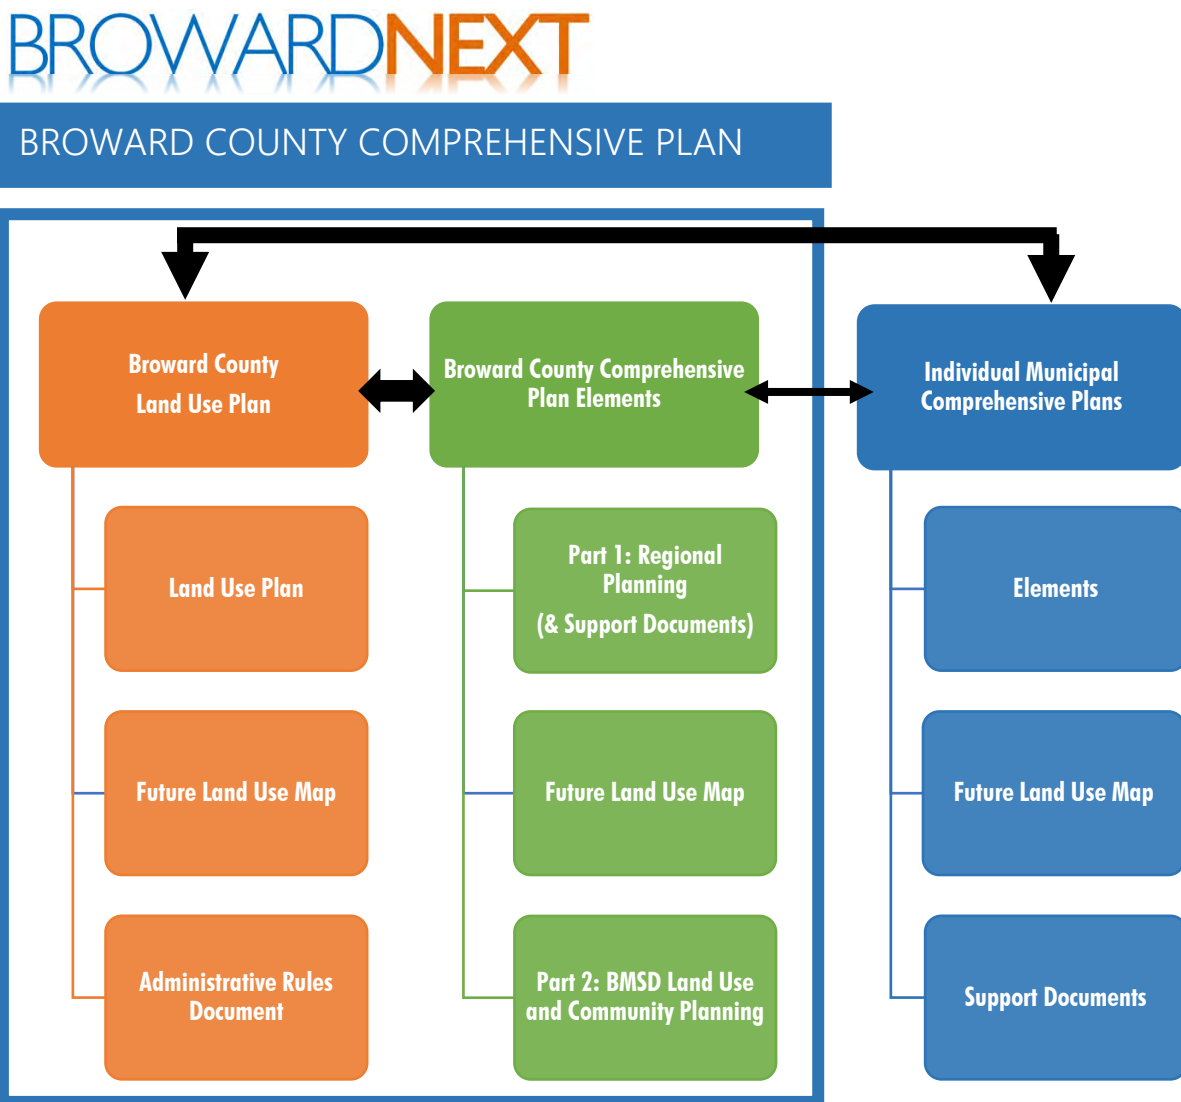 BROWARDNEXT
BROWARD COUNTY COMPREHENSIVE PLAN
Broward County
Land Use Plan
Broward County Comprehensive
Plan Elements
Individual Municipal
Comprehensive Plans
Land Use Plan
Part 1: Regional
Planning
(& Support Documents)
Elements
Future Land Use Map
Future Land Use Map
Future Land Use Map
Administrative Rules
Document
Part 2: BMSD Land Use
and Community Planning
Support Documents